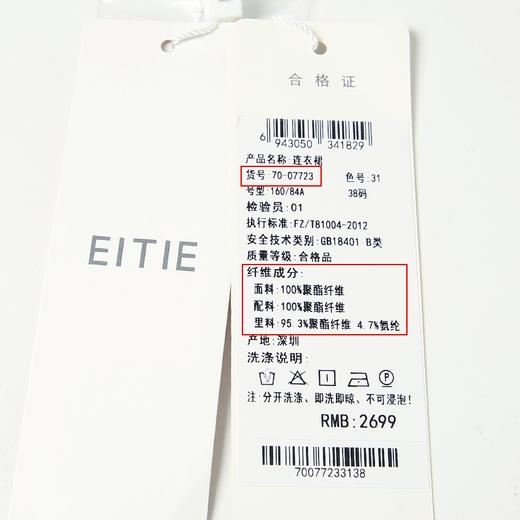 EITIE
合格证
6 943050 341829
产品名称:连衣裙
货号:70-07723 色号:31
号型:160/84A 38码
检验员:01
执行标准:FZ/T81004-2012
安全技术类别:GB18401 B类
质量等级:合格品
纤维成分:
面料:100%聚酯纤维
配料:100%聚酯纤维
里料:95.3%聚酯纤维 4.7%氨纶
产地:深圳
洗涤说明:
注:分开洗涤、即洗即晾、不可浸泡!
RMB:2699
70077233138